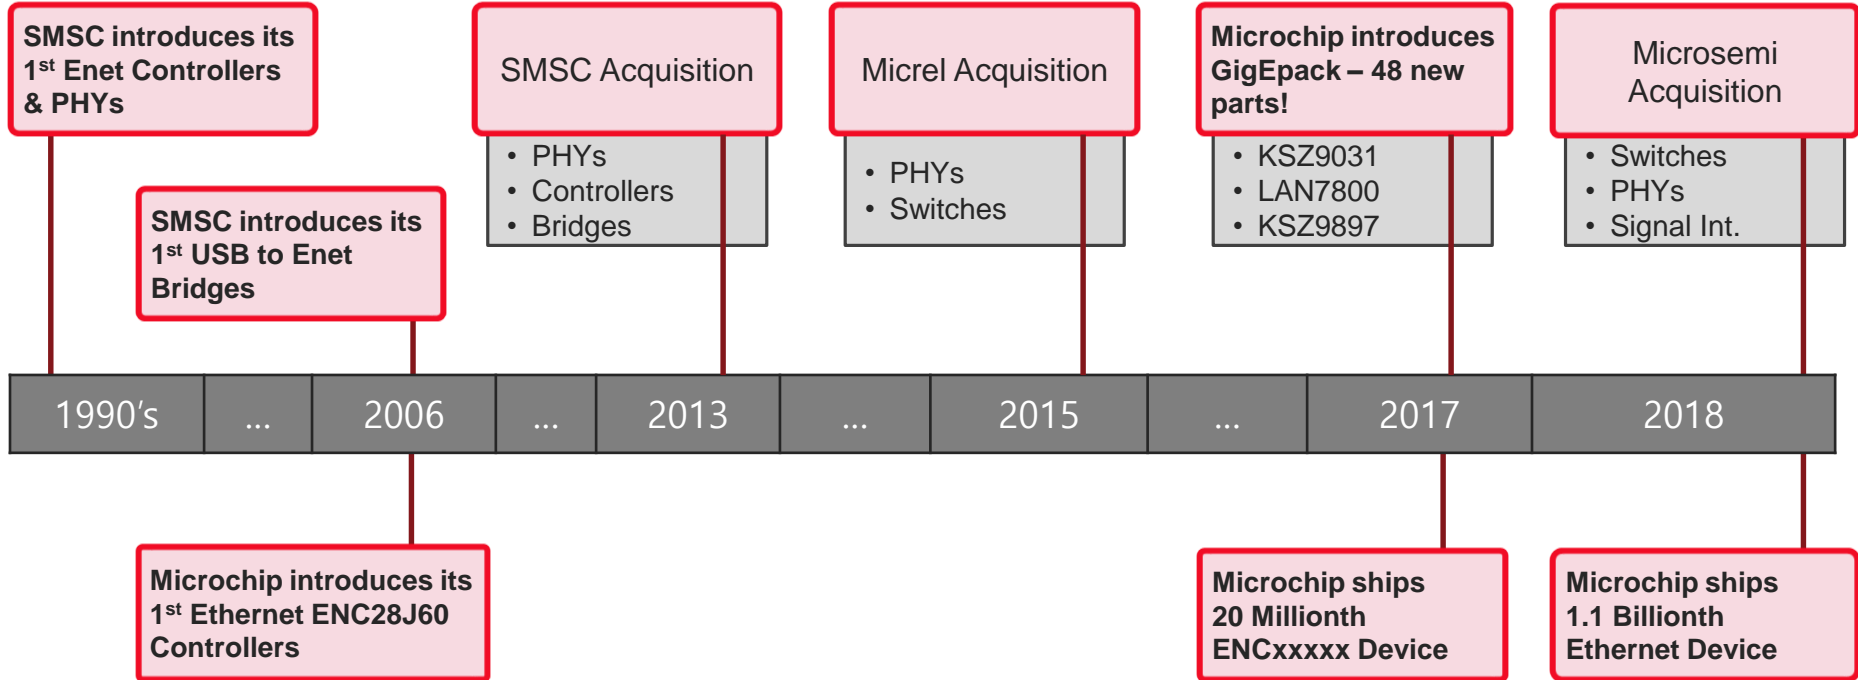 SMSC introduces its
1st Enet Controllers
& PHYs
SMSC introduces its
1st USB to Enet
Bridges
SMSC Acquisition
• PHYs
• Controllers
• Bridges
Micrel Acquisition
• PHYs
• Switches
Microchip introduces
GigEpack – 48 new
parts!
• KSZ9031
• LAN7800
• KSZ9897
Microsemi
Acquisition
• Switches
• PHYs
• Signal Int.
1990's
...
2006
...
2013
...
2015
...
2017
2018
Microchip introduces its
1st Ethernet ENC28J60
Controllers
Microchip ships
20 Millionth
ENCxxxxx Device
Microchip ships
1.1 Billionth
Ethernet Device